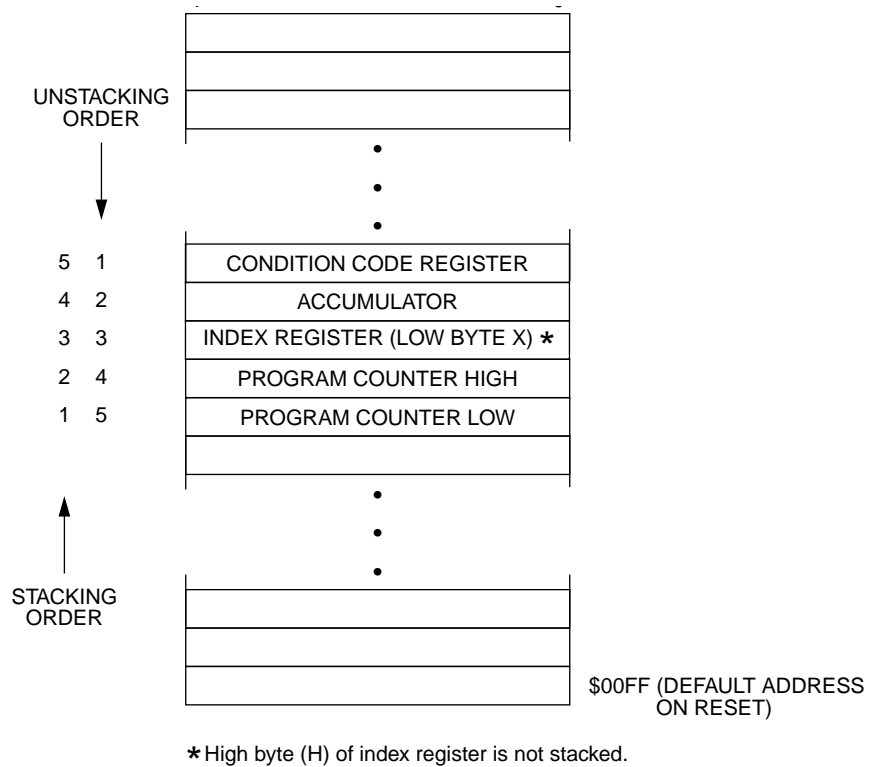 UNSTACKING
ORDER
5 1 CONDITION CODE REGISTER
4 2 ACCUMULATOR
3 3 INDEX REGISTER (LOW BYTE X) *
2 4 PROGRAM COUNTER HIGH
1 5 PROGRAM COUNTER LOW
STACKING
ORDER
$00FF (DEFAULT ADDRESS
ON RESET)
* High byte (H) of index register is not stacked.